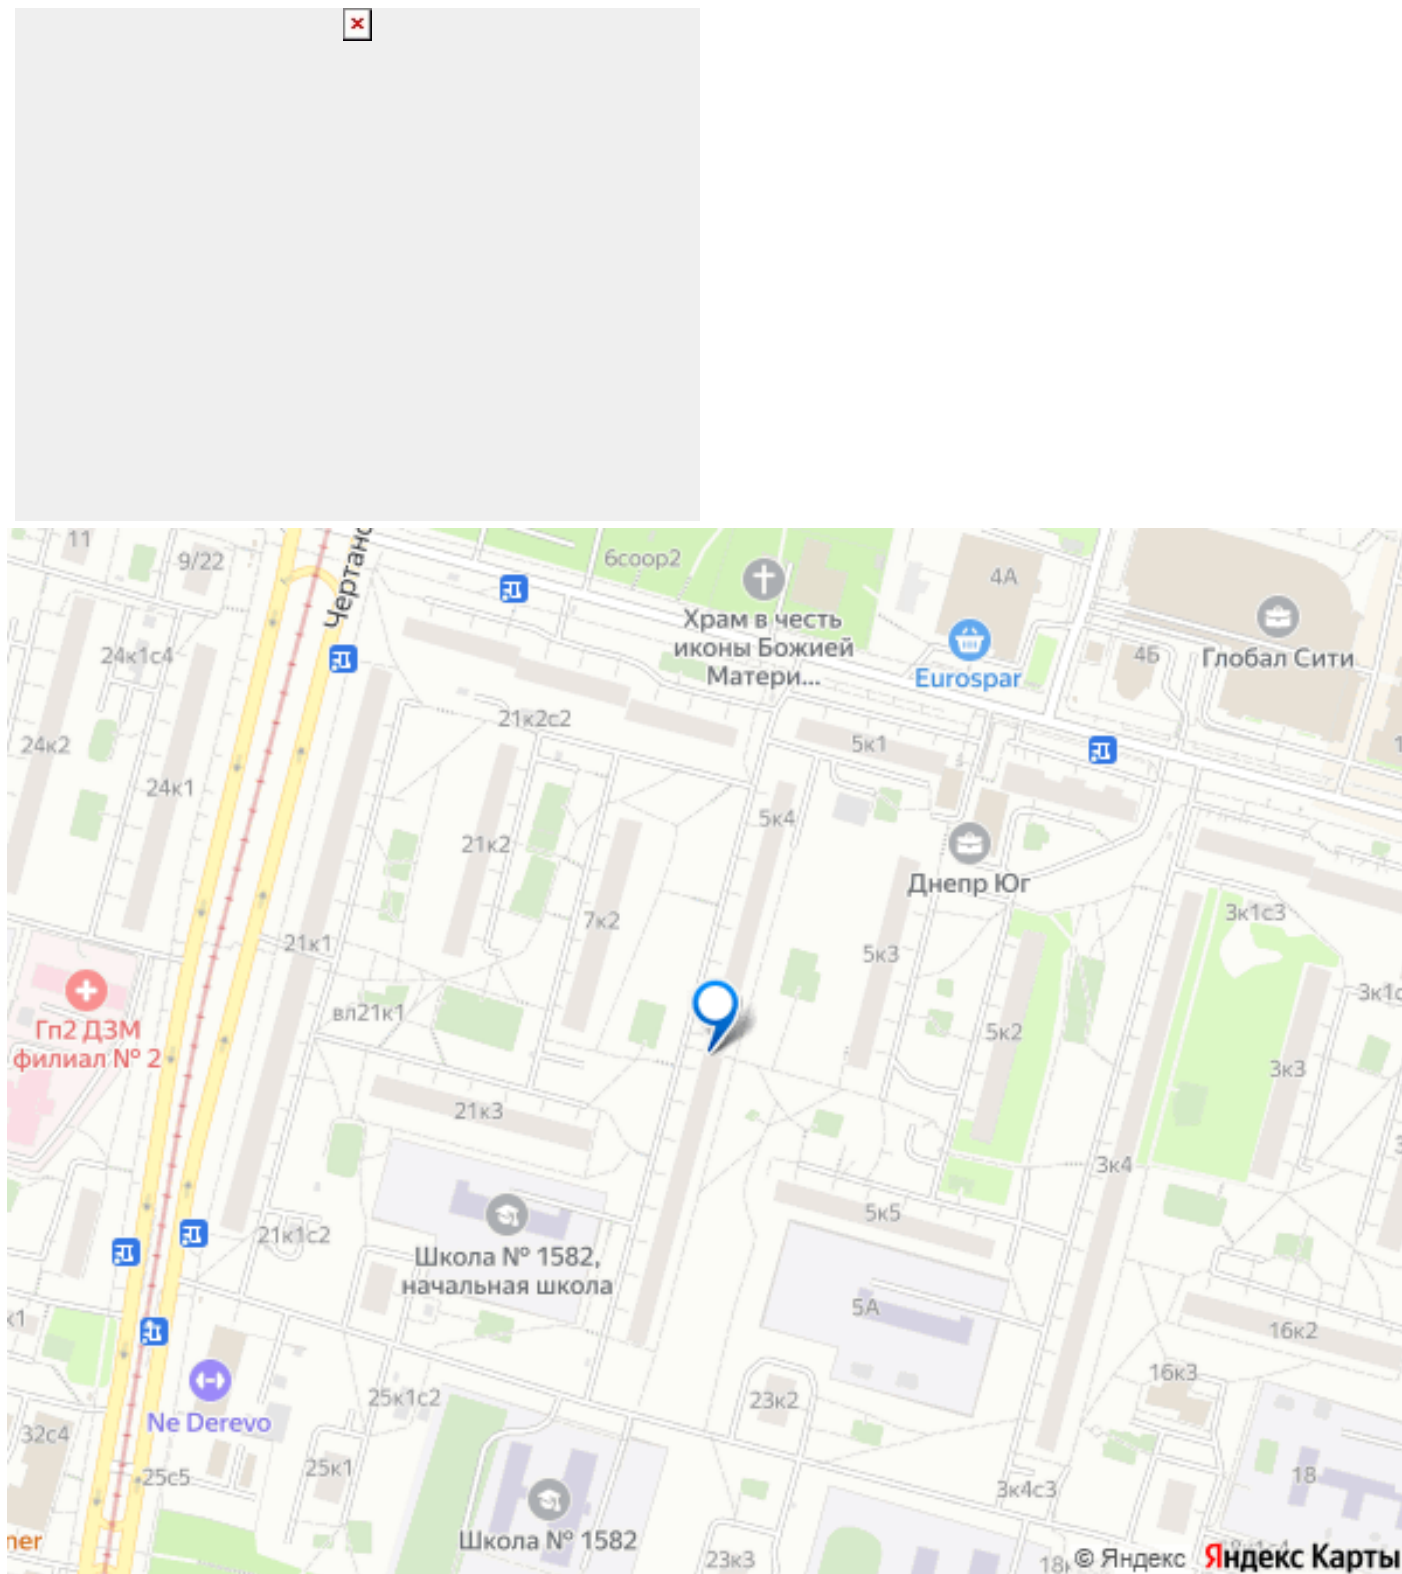 11
9/22
Чертано
6соор2
4А
Храм в честь
иконы Божией
Матери...
Eurospar
4Б
Глобал Сити
24к1с4
24к2
24к1
21к2с2
5к1
5к4
21к2
Днепр Юг
7к2
5к3
3к1с3
21к1
3к1с
вл21к1
5к2
Гп2 ДЗМ
филиал № 2
3к3
21к3
3к4
5к5
21к1с2
Школа № 1582,
начальная школа
5А
к1
16к2
16к3
25к1с2
23к2
Ne Derevo
32с4
25к1
25с5
18
3к4с3
Школа № 1582
ner
23к3
© Яндекс
Яндекс Карты